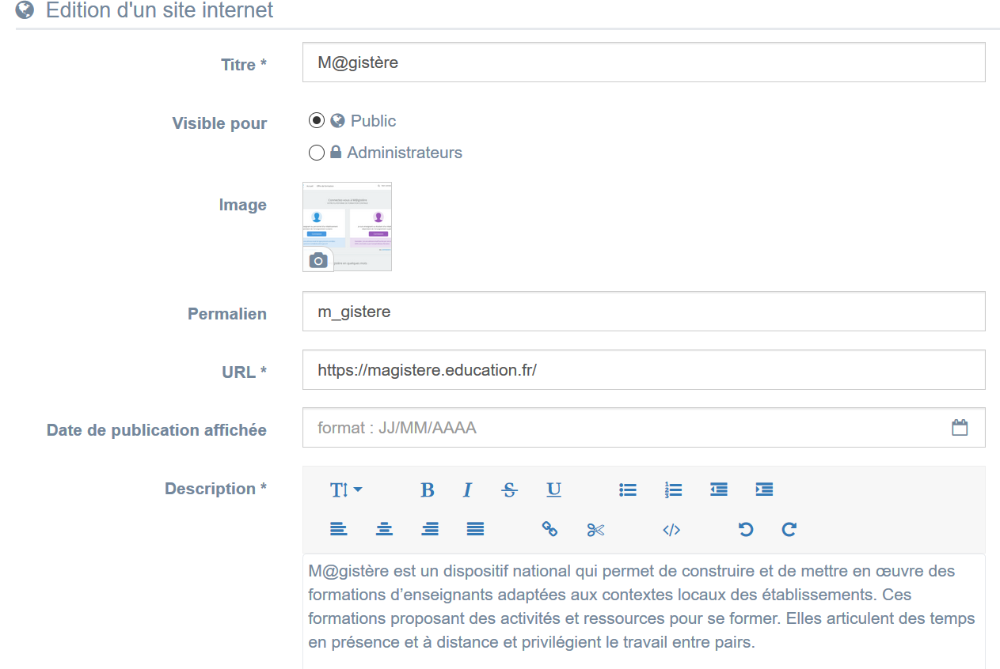 Edition d'un site internet
Titre *
M@gistère
Visible pour
Public
Administrateurs
Image
Permalien
m_gistere
URL *
https://magistere.education.fr/
Date de publication affichée
format : JJ/MM/AAAA
Description *
M@gistère est un dispositif national qui permet de construire et de mettre en œuvre des
formations d’enseignants adaptées aux contextes locaux des établissements. Ces
formations proposant des activités et ressources pour se former. Elles articulent des temps
en présence et à distance et privilégient le travail entre pairs.